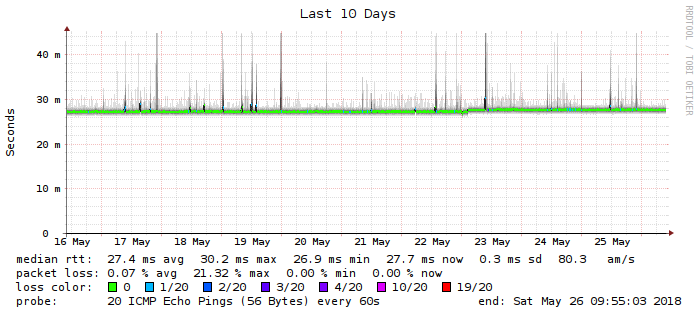 Last 10 Days
RRDTOOL / TOBI OETIKER
Seconds
40 m
30 m
20 m
10 m
0
16 May 17 May 18 May 19 May 20 May 21 May 22 May 23 May 24 May 25 May
median rtt: 27.4 ms avg 30.2 ms max 26.9 ms min 27.7 ms now 0.3 ms sd 80.3 am/s
packet loss: 0.07 % avg 21.32 % max 0.00 % min 0.00 % now
loss color: 0 1/20 2/20 3/20 4/20 10/20 19/20
probe: 20 ICMP Echo Pings (56 Bytes) every 60s end: Sat May 26 09:55:03 2018